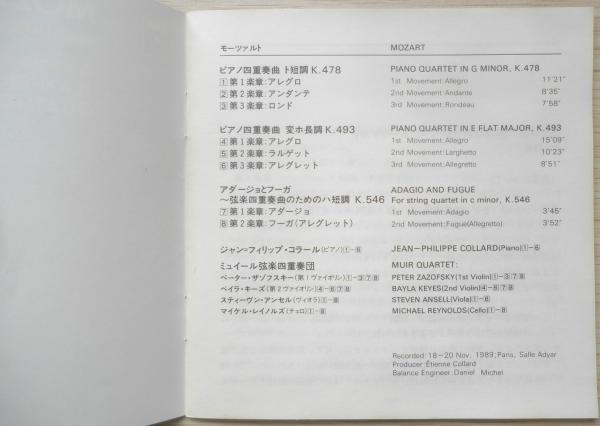 モーツァルト
MOZART
ピアノ四重奏曲 ト短調 K.478
①第1楽章:アレグロ
②第2楽章:アンダンテ
③第3楽章:ロンド
PIANO QUARTET IN G MINOR, K.478
1st Movement:Allegro 11'21"
2nd Movement:Andante 8'35"
3rd Movement:Rondeau 7'58"
ピアノ四重奏曲 変ホ長調 K.493
④第1楽章:アレグロ
⑤第2楽章:ラルゲット
⑥第3楽章:アレグレット
PIANO QUARTET IN E FLAT MAJOR, K.493
1st Movement:Allegro 15'09"
2nd Movement:Larghetto 10'23"
3rd Movement:Allegretto 8'51"
アダージョとフーガ
〜弦楽四重奏曲のためのハ短調 K.546
⑦第1楽章:アダージョ
⑧第2楽章:フーガ(アレグレット)
ADAGIO AND FUGUE
For string quartet in c minor, K.546
1st Movement:Adagio 3'45"
2nd Movement:Fugue(Allegretto) 3'52"
ジャン=フィリップ・コラール(ピアノ)①-⑥
ミュイール弦楽四重奏団
ペーター・ザゾフスキー(第1ヴァイオリン)①-③⑦⑧
ベイラ・キーズ(第2ヴァイオリン)④-⑥⑦⑧
スティーヴン・アンセル(ヴィオラ)①-⑧
マイケル・レイノルズ(チェロ)①-⑧
JEAN-PHILIPPE COLLARD(Piano)①-⑥
MUIR QUARTET:
PETER ZAZOFSKY(1st Violin)①-③⑦⑧
BAYLA KEYES(2nd Violin)④-⑥⑦⑧
STEVEN ANSELL(Viola)①-⑧
MICHAEL REYNOLDS(Cello)①-⑧
Recorded:18-20 Nov. 1989;Paris, Salle Adyar
Producer:Étienne Collard
Balance Engineer:Daniel Michel